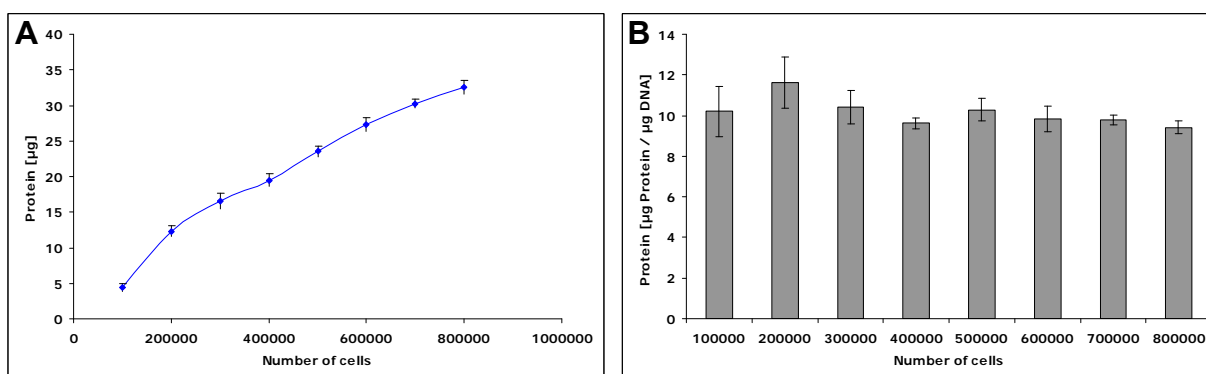 A
Protein [µg]
40
35
30
25
20
15
10
5
0
0 200000 400000 600000 800000 1000000
Number of cells
B
Protein [µg Protein / µg DNA]
14
12
10
8
6
4
2
0
100000 200000 300000 400000 500000 600000 700000 800000
Number of cells